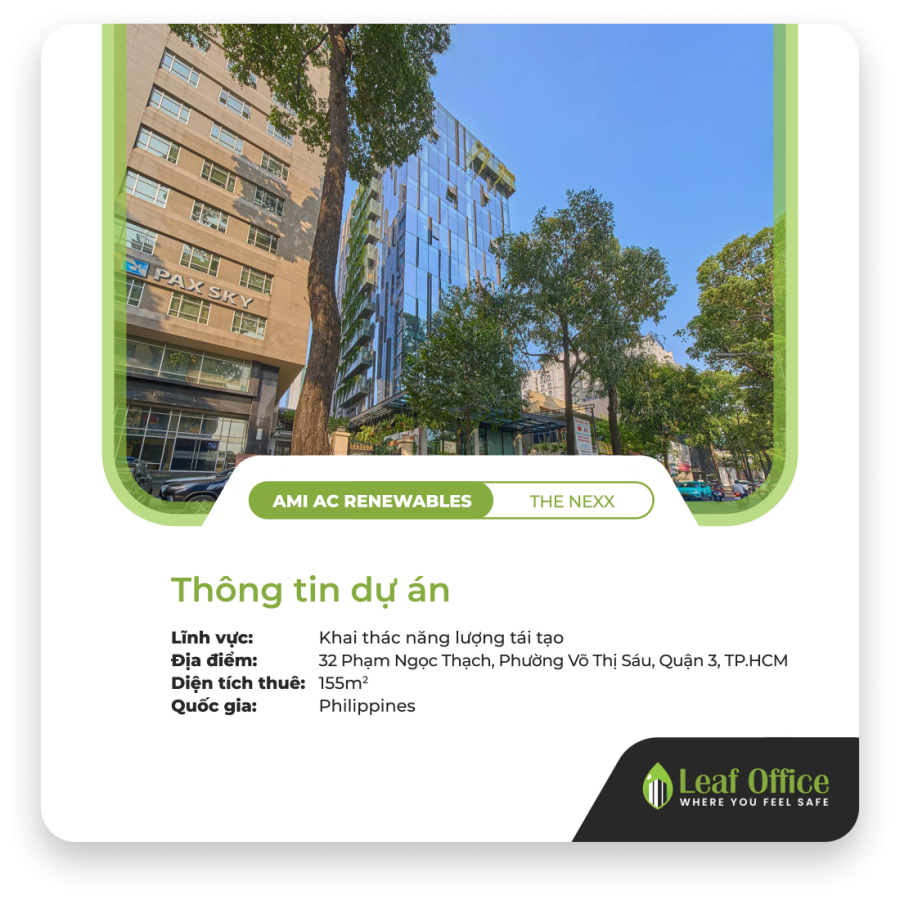 PAX SKY
AMI AC RENEWABLES THE NEXX
Thông tin dự án
Lĩnh vực: Khai thác năng lượng tái tạo
Địa điểm: 32 Phạm Ngọc Thạch, Phường Võ Thị Sáu, Quận 3, TP.HCM
Diện tích thuê: 155m²
Quốc gia: Philippines
Leaf Office
WHERE YOU FEEL SAFE